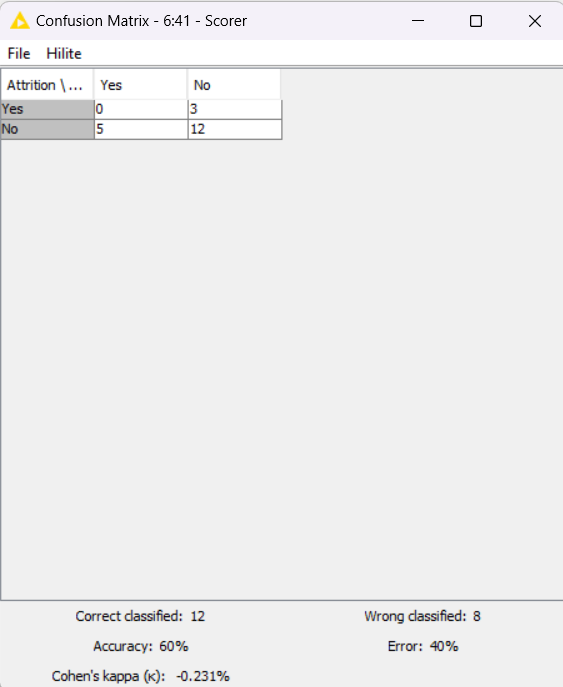 Confusion Matrix - 6:41 - Scorer
File Hilite
Attrition \ ... Yes No
Yes 0 3
No 5 12
Correct classified: 12 Wrong classified: 8
Accuracy: 60% Error: 40%
Cohen's kappa (κ): -0.231%